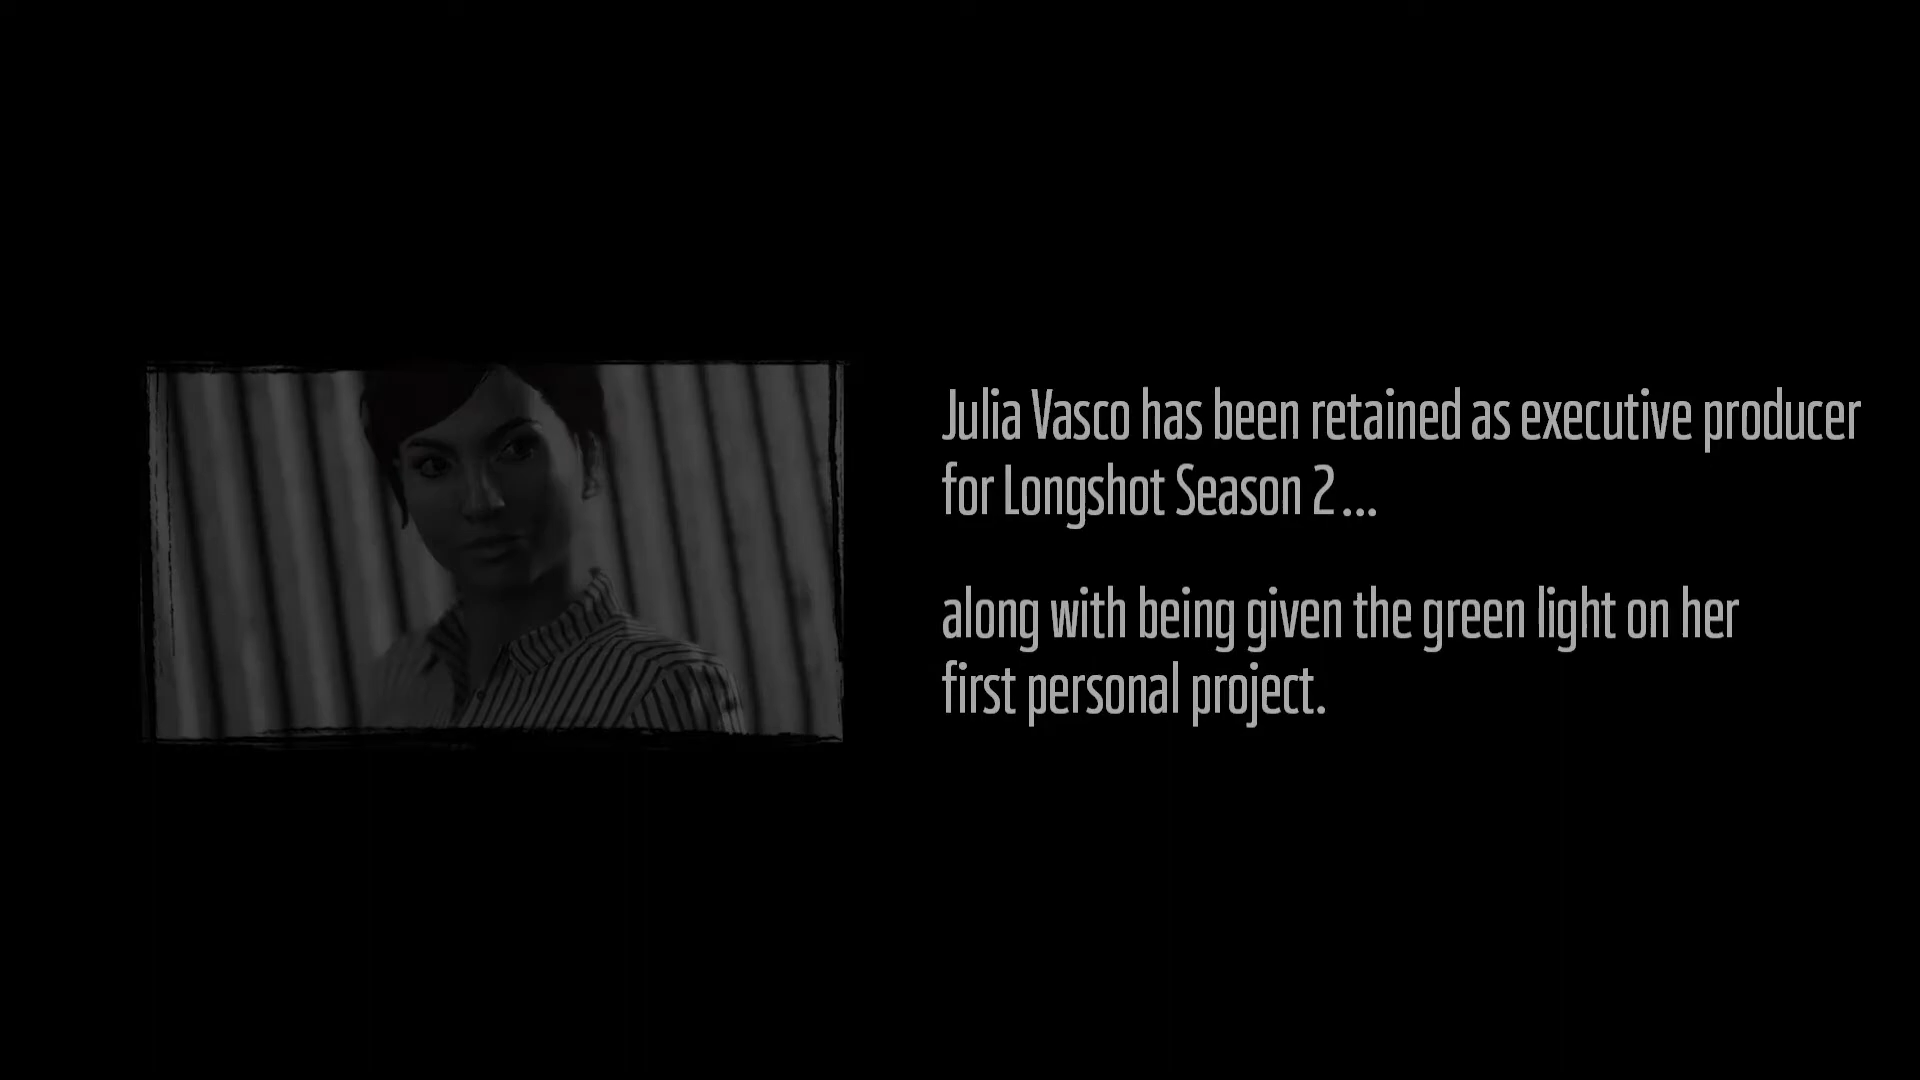 Julia Vasco has been retained as executive producer
for Longshot Season 2...
along with being given the green light on her
first personal project.